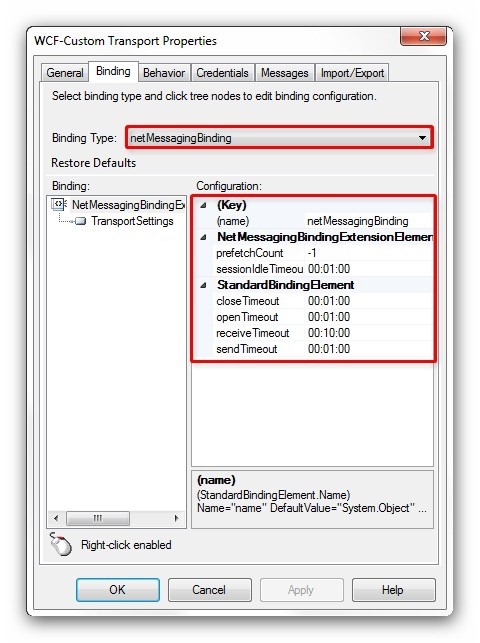 WCF-Custom Transport Properties
General Binding Behavior Credentials Messages Import/Export
Select binding type and click tree nodes to edit binding configuration.
Binding Type: netMessagingBinding
Restore Defaults
Binding: Configuration:
NetMessagingBindingEx
TransportSettings
(Key)
(name) netMessagingBinding
NetMessagingBindingExtensionElemen
prefetchCount -1
sessionIdleTimeou 00:01:00
StandardBindingElement
closeTimeout 00:01:00
openTimeout 00:01:00
receiveTimeout 00:10:00
sendTimeout 00:01:00
(name)
(StandardBindingElement.Name)
Name="name" DefaultValue="System.Object" ...
Right-click enabled
OK Cancel Apply Help